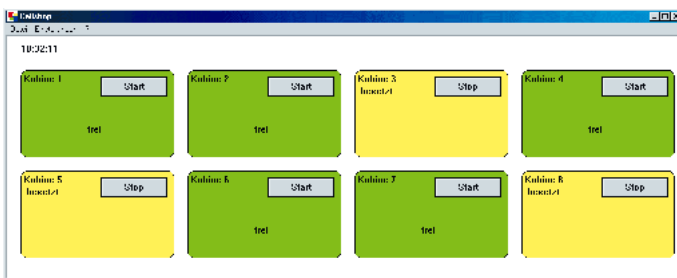 Callshop
Datei Einstellungen ?
18:02:11
Kabine 1
Start
frei
Kabine 2
Start
frei
Kabine 3
besetzt
Stop
Kabine 4
Start
frei
Kabine 5
besetzt
Stop
Kabine 6
Start
frei
Kabine 7
Start
frei
Kabine 8
besetzt
Stop